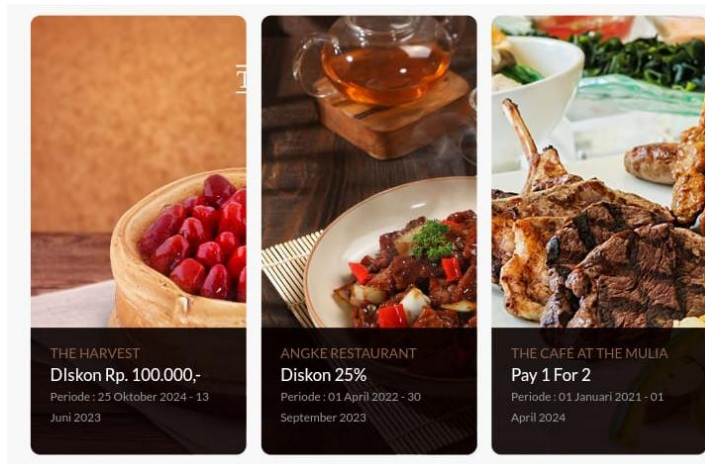 T
THE HARVEST
DIskon Rp. 100.000,-
Periode : 25 Oktober 2024 - 13
Juni 2023
ANGKE RESTAURANT
Diskon 25%
Periode : 01 April 2022 - 30
September 2023
THE CAFÉ AT THE MULIA
Pay 1 For 2
Periode : 01 Januari 2021 - 01
April 2024